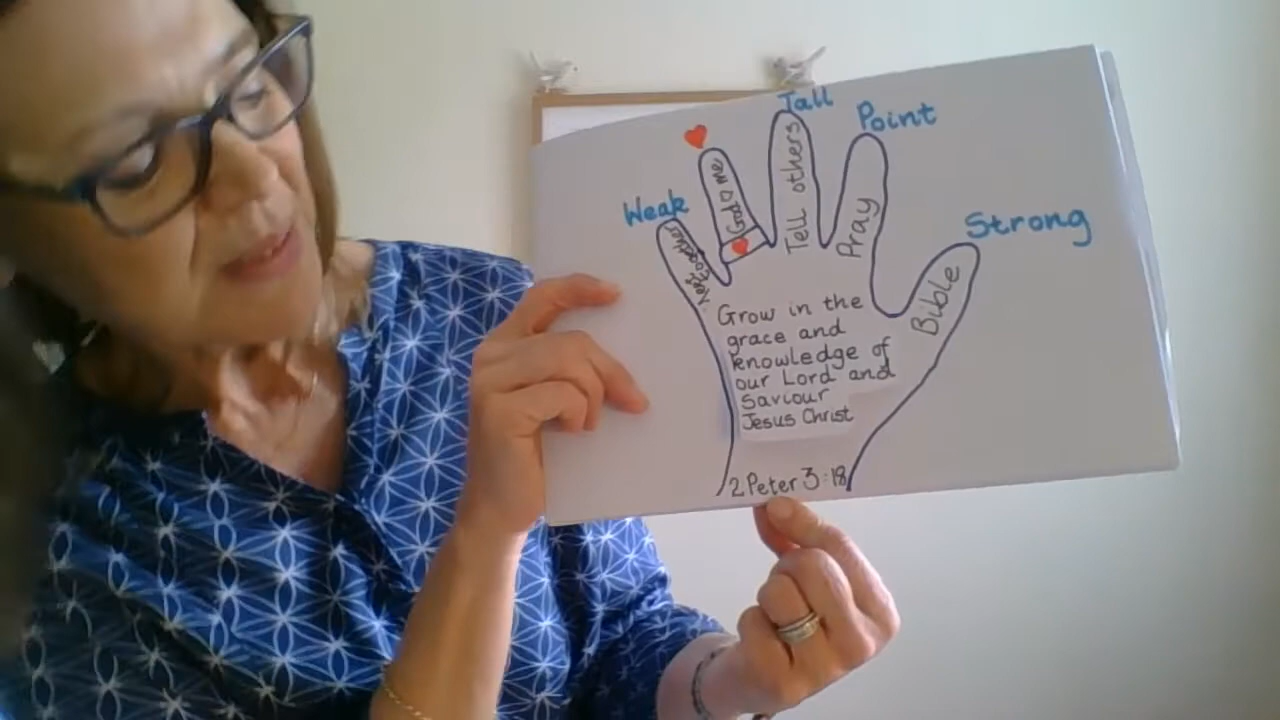 Tall
Point
Weak
Strong
God & me
Tell others
Pray
Bible
together
Grow in the
grace and
knowledge of
our Lord and
Saviour
Jesus Christ
2 Peter 3:18